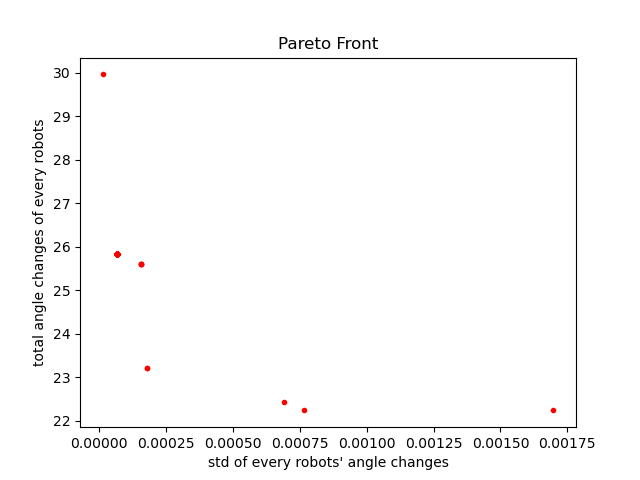 Pareto Front
total angle changes of every robots
30
29
28
27
26
25
24
23
22
0.00000 0.00025 0.00050 0.00075 0.00100 0.00125 0.00150 0.00175
std of every robots' angle changes